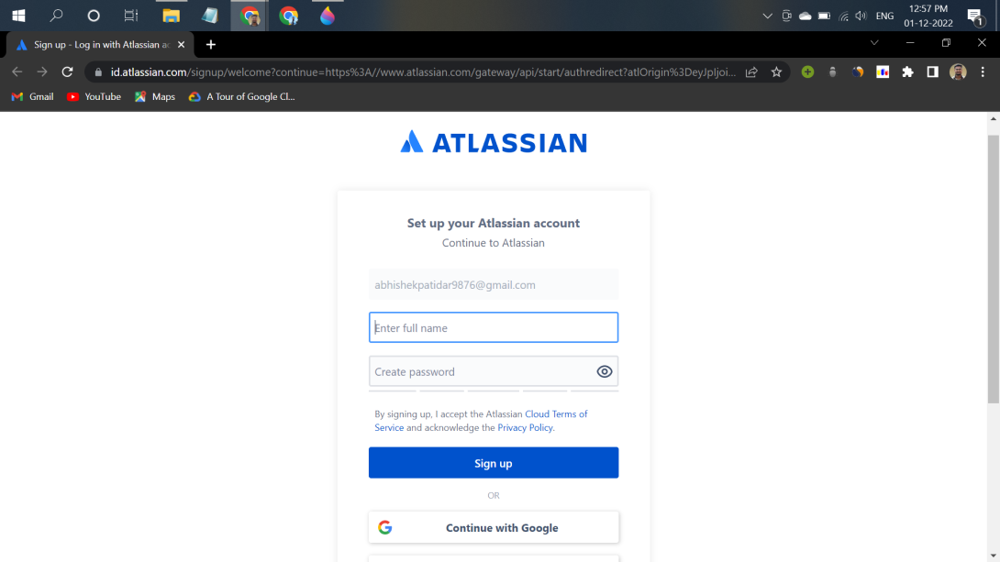 ENG
12:57 PM
01-12-2022
1
Sign up - Log in with Atlassian ac
id.atlassian.com/signup/welcome?continue=https%3A//www.atlassian.com/gateway/api/start/authredirect?atlOrigin%3DeyJpIjoi...
Gmail
YouTube
Maps
A Tour of Google Cl...
ATLASSIAN
Set up your Atlassian account
Continue to Atlassian
abhishekpatidar9876@gmail.com
Enter full name
Create password
By signing up, I accept the Atlassian Cloud Terms of
Service and acknowledge the Privacy Policy.
Sign up
OR
Continue with Google